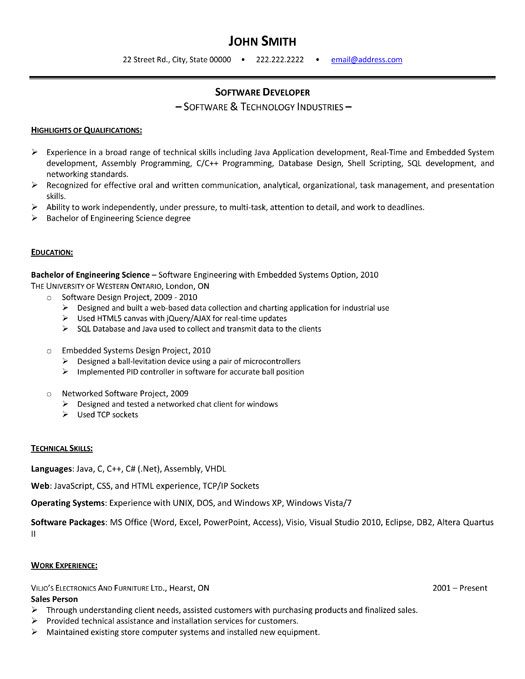 JOHN SMITH
22 Street Rd., City, State 00000 • 222.222.2222 • email@address.com
SOFTWARE DEVELOPER
– SOFTWARE & TECHNOLOGY INDUSTRIES –
HIGHLIGHTS OF QUALIFICATIONS:
➢ Experience in a broad range of technical skills including Java Application development, Real-Time and Embedded System
development, Assembly Programming, C/C++ Programming, Database Design, Shell Scripting, SQL development, and
networking standards.
➢ Recognized for effective oral and written communication, analytical, organizational, task management, and presentation
skills.
➢ Ability to work independently, under pressure, to multi-task, attention to detail, and work to deadlines.
➢ Bachelor of Engineering Science degree
EDUCATION:
Bachelor of Engineering Science – Software Engineering with Embedded Systems Option, 2010
THE UNIVERSITY OF WESTERN ONTARIO, London, ON
o Software Design Project, 2009 - 2010
➢ Designed and built a web-based data collection and charting application for industrial use
➢ Used HTML5 canvas with jQuery/AJAX for real-time updates
➢ SQL Database and Java used to collect and transmit data to the clients
o Embedded Systems Design Project, 2010
➢ Designed a ball-levitation device using a pair of microcontrollers
➢ Implemented PID controller in software for accurate ball position
o Networked Software Project, 2009
➢ Designed and tested a networked chat client for windows
➢ Used TCP sockets
TECHNICAL SKILLS:
Languages: Java, C, C++, C# (.Net), Assembly, VHDL
Web: JavaScript, CSS, and HTML experience, TCP/IP Sockets
Operating Systems: Experience with UNIX, DOS, and Windows XP, Windows Vista/7
Software Packages: MS Office (Word, Excel, PowerPoint, Access), Visio, Visual Studio 2010, Eclipse, DB2, Altera Quartus
II
WORK EXPERIENCE:
VILJO'S ELECTRONICS AND FURNITURE LTD., Hearst, ON 2001 – Present
Sales Person
➢ Through understanding client needs, assisted customers with purchasing products and finalized sales.
➢ Provided technical assistance and installation services to customers.
➢ Maintained existing store computer systems and installed new equipment.